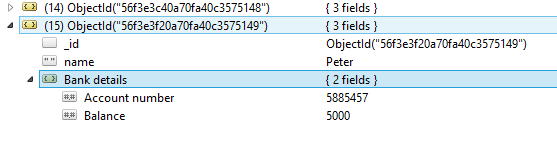 (14) ObjectId("56f3e3c40a70fa40c3575148") { 3 fields }
(15) ObjectId("56f3e3f20a70fa40c3575149") { 3 fields }
_id ObjectId("56f3e3f20a70fa40c3575149")
name Peter
Bank details { 2 fields }
Account number 5885457
Balance 5000